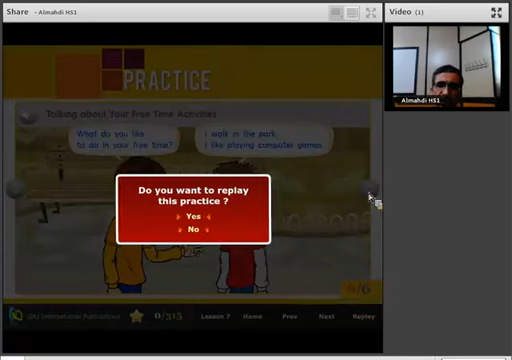 Share - Almahdi HS1
Video (1)
PRACTICE
Talking about Your Free Time Activities
What do you like
to do in your free time?
I walk in the park.
I like playing computer games.
Almahdi HS1
Do you want to replay
this practice ?
Yes
No
6/6
International Publications
0/315
Lesson 7
Home
Prev
Next
Replay